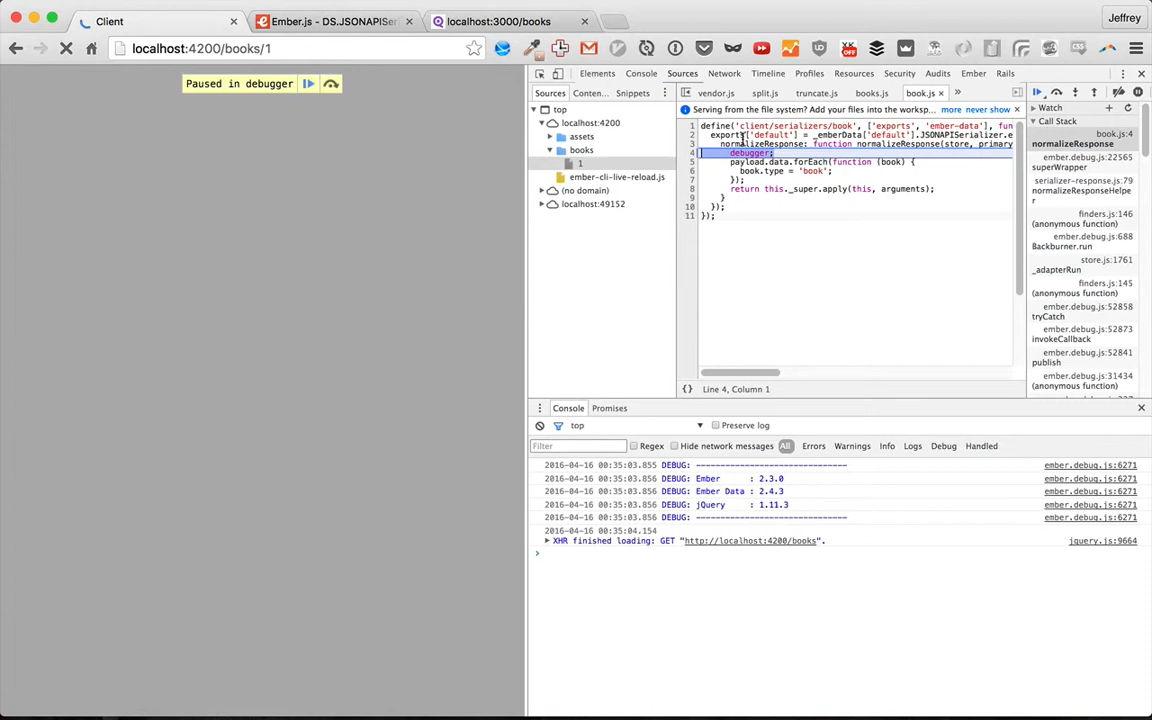 Client
Ember.js - DS.JSONAPISeri
localhost:3000/books
Jeffrey
localhost:4200/books/1
Paused in debugger
Elements Console Sources Network Timeline Profiles Resources Security Audits Ember Rails
Sources Conten... Snippets
vendor.js split.js truncate.js books.js book.js
Serving from the file system? Add your files into the worksp... more never show
top
localhost:4200
assets
books
1
ember-cli-live-reload.js
(no domain)
localhost:49152
1 define('client/serializers/book', ['exports', 'ember-data'], fun
2 exports['default'] = _emberData['default'].JSONAPISerializer.e
3 normalizeResponse: function normalizeResponse(store, primary
4 debugger;
5 payload.data.forEach(function (book) {
6 book.type = 'book';
7 });
8 return this._super.apply(this, arguments);
9 }
10 });
11 });
{} Line 4, Column 1
Watch
Call Stack
book.js:4
normalizeResponse
ember.debug.js:22565
superWrapper
serializer-response.js:79
normalizeResponseHelpe
r
finders.js:146
(anonymous function)
ember.debug.js:688
Backburner.run
store.js:1761
_adapterRun
finders.js:145
(anonymous function)
ember.debug.js:52858
tryCatch
ember.debug.js:52873
invokeCallback
ember.debug.js:52841
publish
ember.debug.js:31434
(anonymous function)
Console Promises
top Preserve log
Filter Regex Hide network messages All Errors Warnings Info Logs Debug Handled
2016-04-16 00:35:03.855 DEBUG: ------------------------------- ember.debug.js:6271
2016-04-16 00:35:03.856 DEBUG: Ember : 2.3.0 ember.debug.js:6271
2016-04-16 00:35:03.856 DEBUG: Ember Data : 2.4.3 ember.debug.js:6271
2016-04-16 00:35:03.856 DEBUG: jQuery : 1.11.3 ember.debug.js:6271
2016-04-16 00:35:03.856 DEBUG: ------------------------------- ember.debug.js:6271
2016-04-16 00:35:04.154
XHR finished loading: GET "http://localhost:4200/books". jquery.js:9664